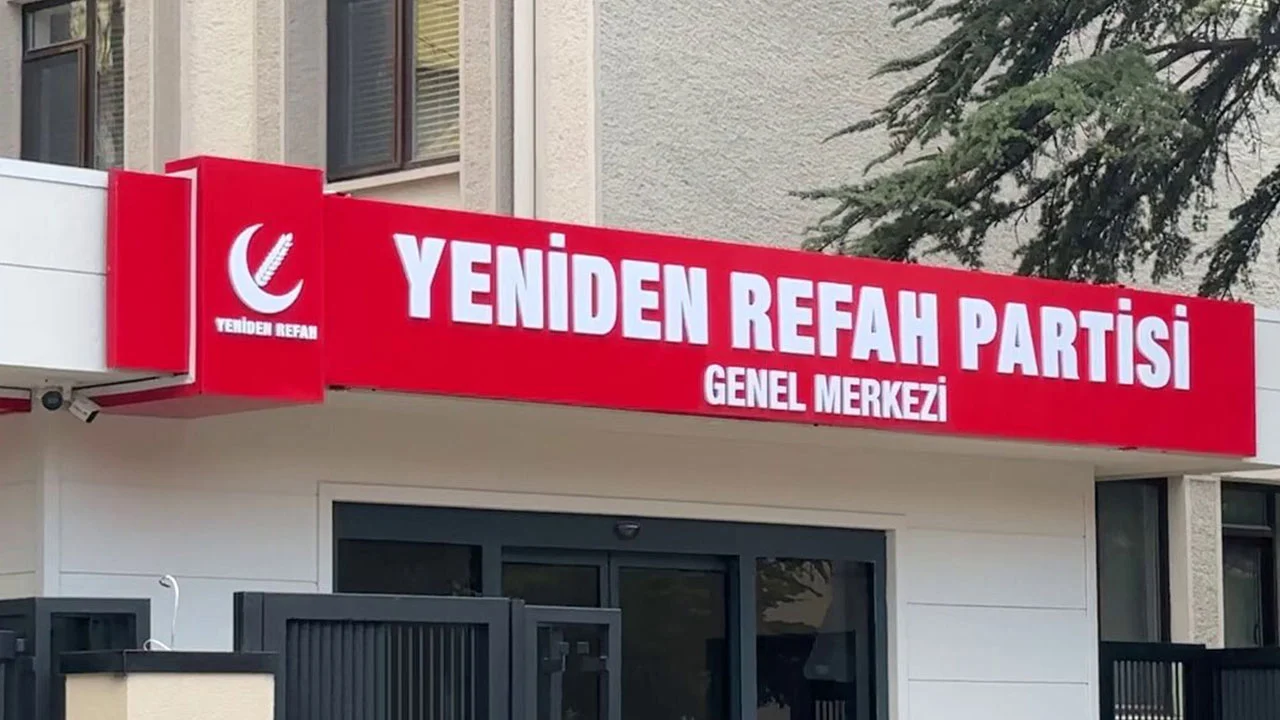 YENİDEN REFAH
YENİDEN REFAH PARTİSİ
GENEL MERKEZİ